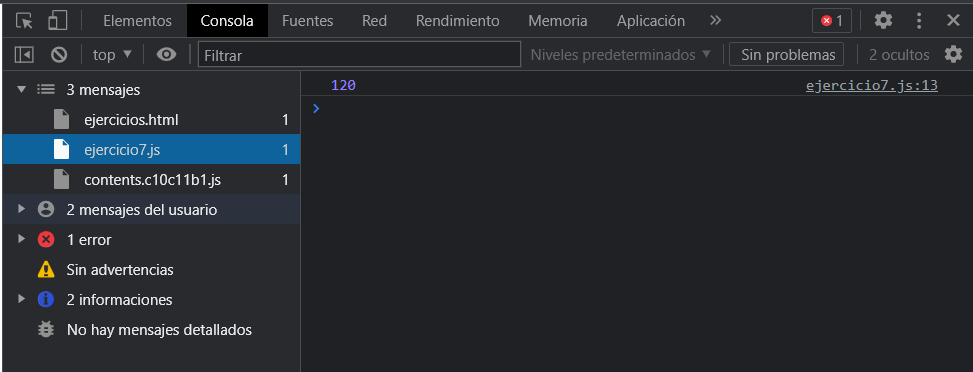 Elementos Consola Fuentes Red Rendimiento Memoria Aplicación » 1
top Filtrar Niveles predeterminados Sin problemas 2 ocultos
3 mensajes
ejercicios.html 1
ejercicio7.js 1
contents.c10c11b1.js 1
2 mensajes del usuario
1 error
Sin advertencias
2 informaciones
No hay mensajes detallados
120 ejercicio7.js:13